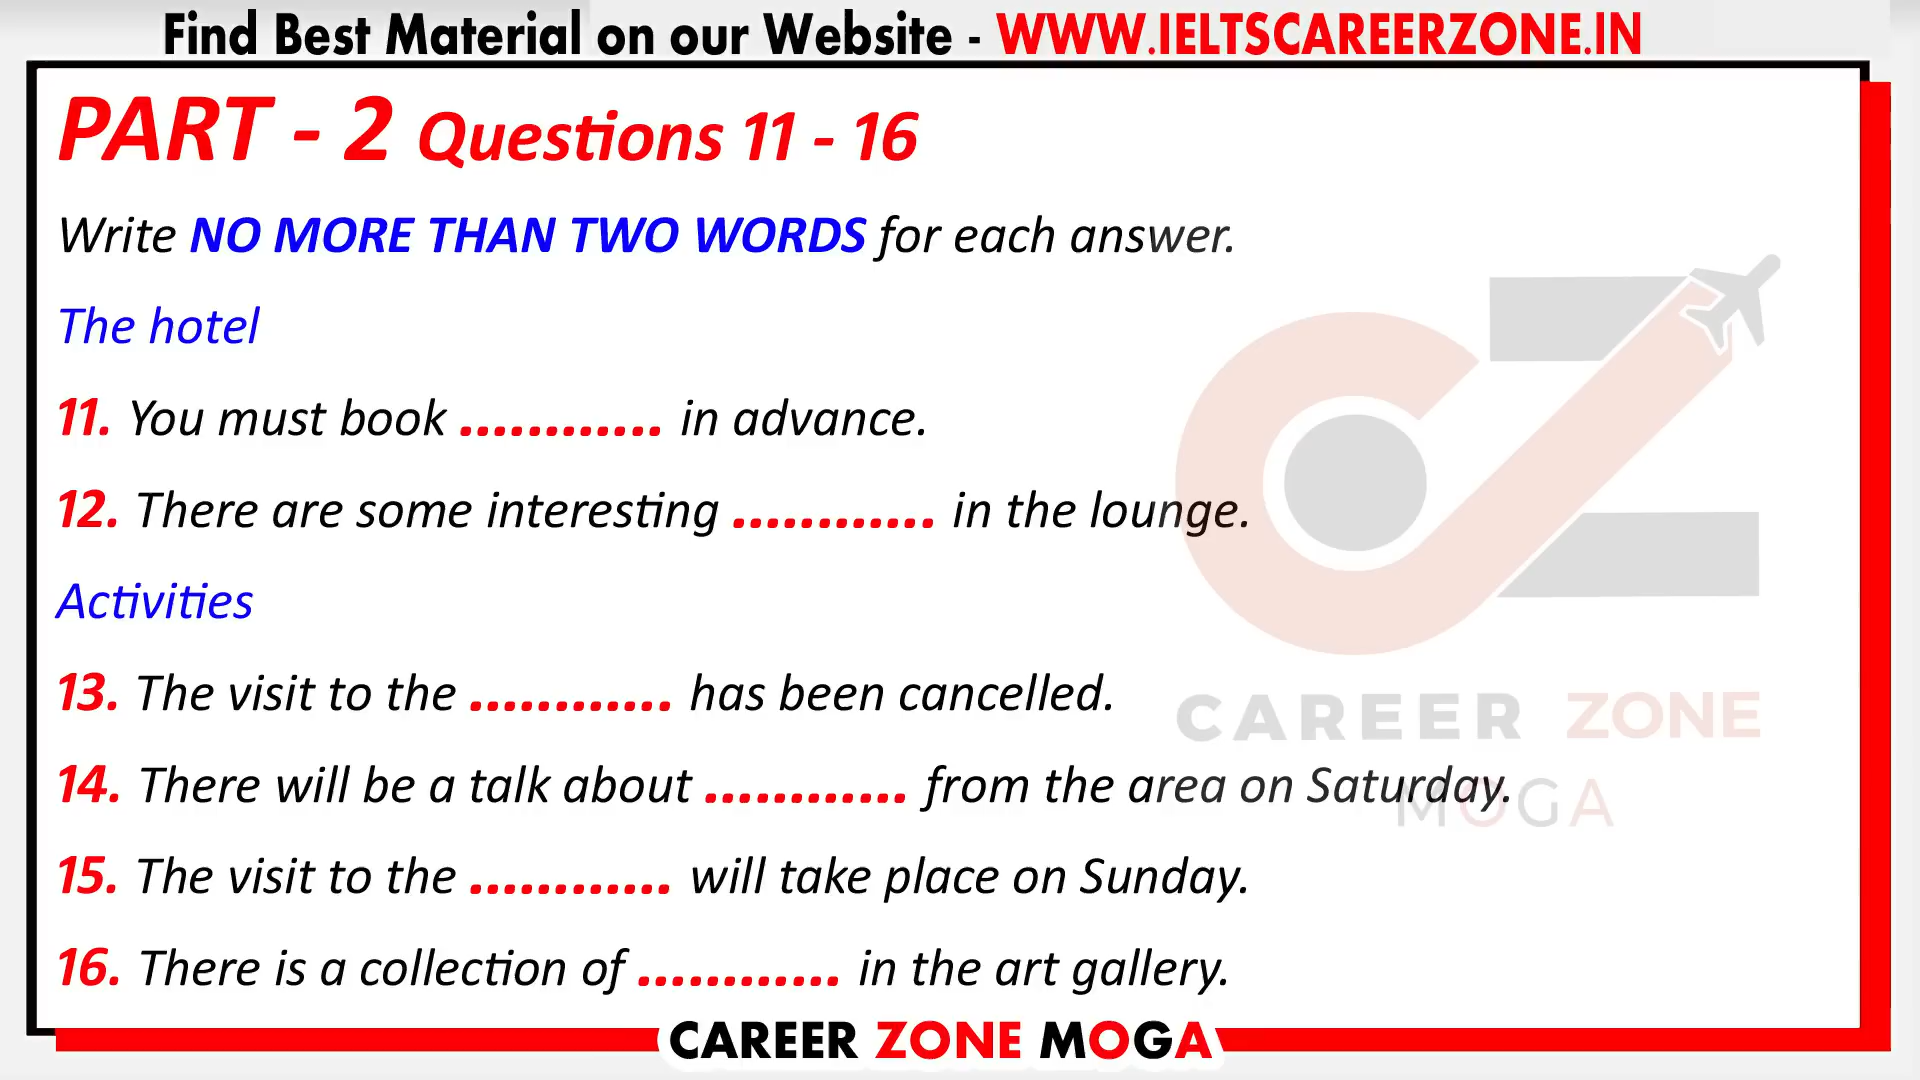 Find Best Material on our Website - WWW.IELTSCAREERZONE.IN
PART - 2 Questions 11 - 16
Write NO MORE THAN TWO WORDS for each answer.
The hotel
11. You must book ............ in advance.
12. There are some interesting ............ in the lounge.
Activities
13. The visit to the ............ has been cancelled.
CAREER ZONE
14. There will be a talk about ............ from the area on Saturday.
MOGA
15. The visit to the ............ will take place on Sunday.
16. There is a collection of ............ in the art gallery.
CAREER ZONE MOGA